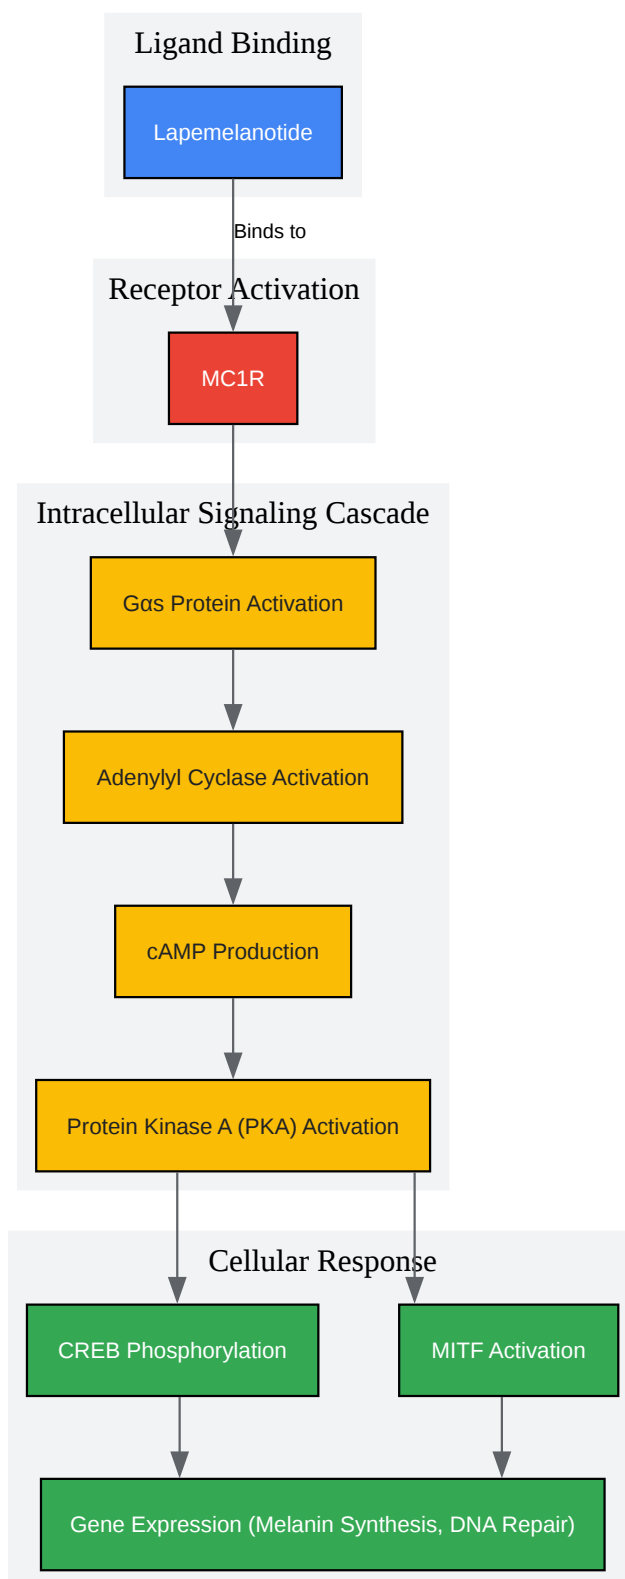 Ligand Binding
Lapemelanotide
Binds to
Receptor Activation
MC1R
Intracellular Signaling Cascade
Gαs Protein Activation
Adenylyl Cyclase Activation
cAMP Production
Protein Kinase A (PKA) Activation
Cellular Response
CREB Phosphorylation
MITF Activation
Gene Expression (Melanin Synthesis, DNA Repair)